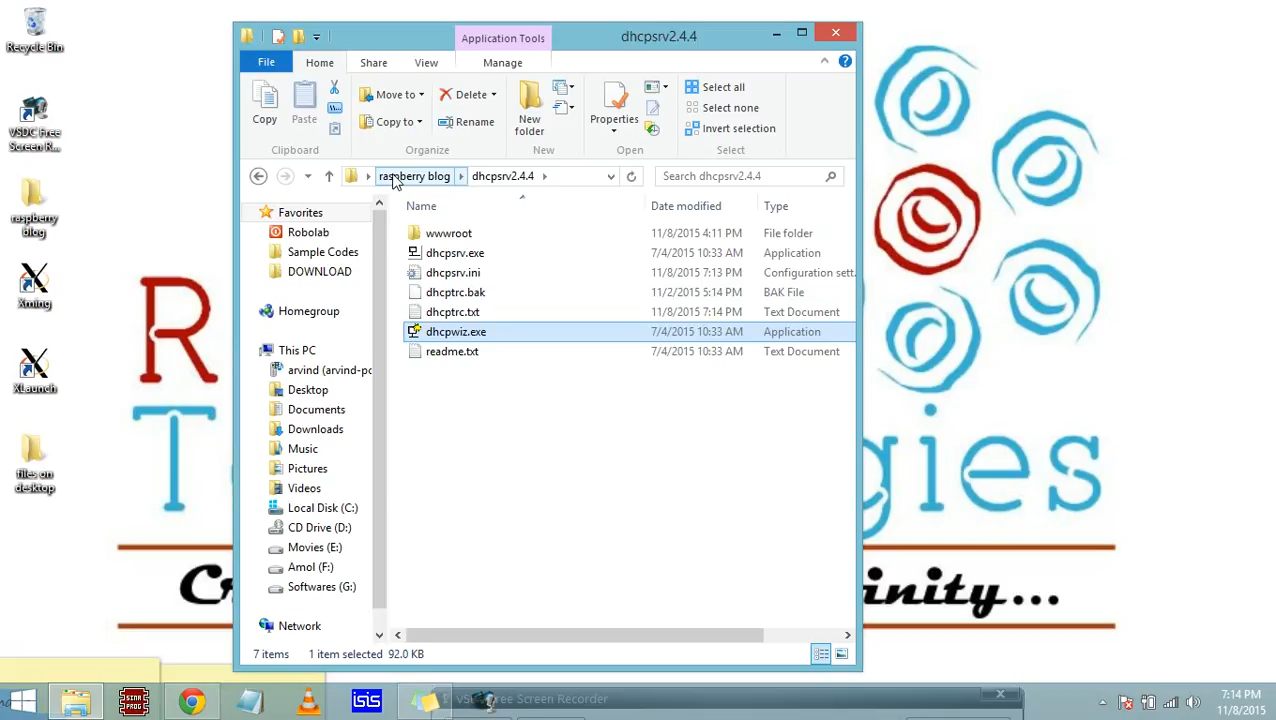 Recycle Bin
VSDC Free
Screen R...
raspberry
blog
Xming
XLaunch
files on
desktop
Application Tools
dhcpsrv2.4.4
File
Home
Share
View
Manage
Copy
Paste
Move to
Copy to
Delete
Rename
New
folder
Properties
Select all
Select none
Invert selection
Clipboard
Organize
New
Open
Select
raspberry blog
dhcpsrv2.4.4
Search dhcpsrv2.4.4
Favorites
Robolab
Sample Codes
DOWNLOAD
Homegroup
This PC
arvind (arvind-pc
Desktop
Documents
Downloads
Music
Pictures
Videos
Local Disk (C:)
CD Drive (D:)
Movies (E:)
Amol (F:)
Softwares (G:)
Network
Name Date modified Type
wwwroot 11/8/2015 4:11 PM File folder
dhcpsrv.exe 7/4/2015 10:33 AM Application
dhcpsrv.ini 11/8/2015 7:13 PM Configuration sett...
dhcptrc.bak 11/2/2015 5:14 PM BAK File
dhcptrc.txt 11/8/2015 7:14 PM Text Document
dhcpwiz.exe 7/4/2015 10:33 AM Application
readme.txt 7/4/2015 10:33 AM Text Document
7 items 1 item selected 92.0 KB
R
T gies
Cr inity...
isis
VSDC Free Screen Recorder
7:14 PM
11/8/2015